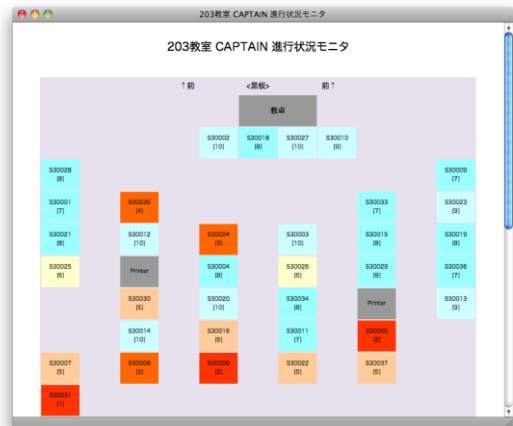 203教室 CAPTAIN 進行状況モニタ
203教室 CAPTAIN 進行状況モニタ
↑前 <黒板> 前↑
教卓
S30002 S30018 S30027 S30010
[10] [8] [10] [9]
S30028 S30009
[8] [7]
S30001 S30035 S30033 S30023
[7] [4] [7] [9]
S30021 S30012 S30024 S30003 S30015 S30019
[8] [10] [3] [10] [8] [8]
S30025 Printer S30004 S30026 S30029 S30036
[6] [8] [6] [8] [7]
S30030 S30020 S30034 Printer S30013
[5] [10] [8] [9]
S30014 S30016 S30011 S30005
[10] [5] [7] [2]
S30007 S30008 S30006 S30022 S30037
[5] [3] [2] [5] [5]
S30031
[1]